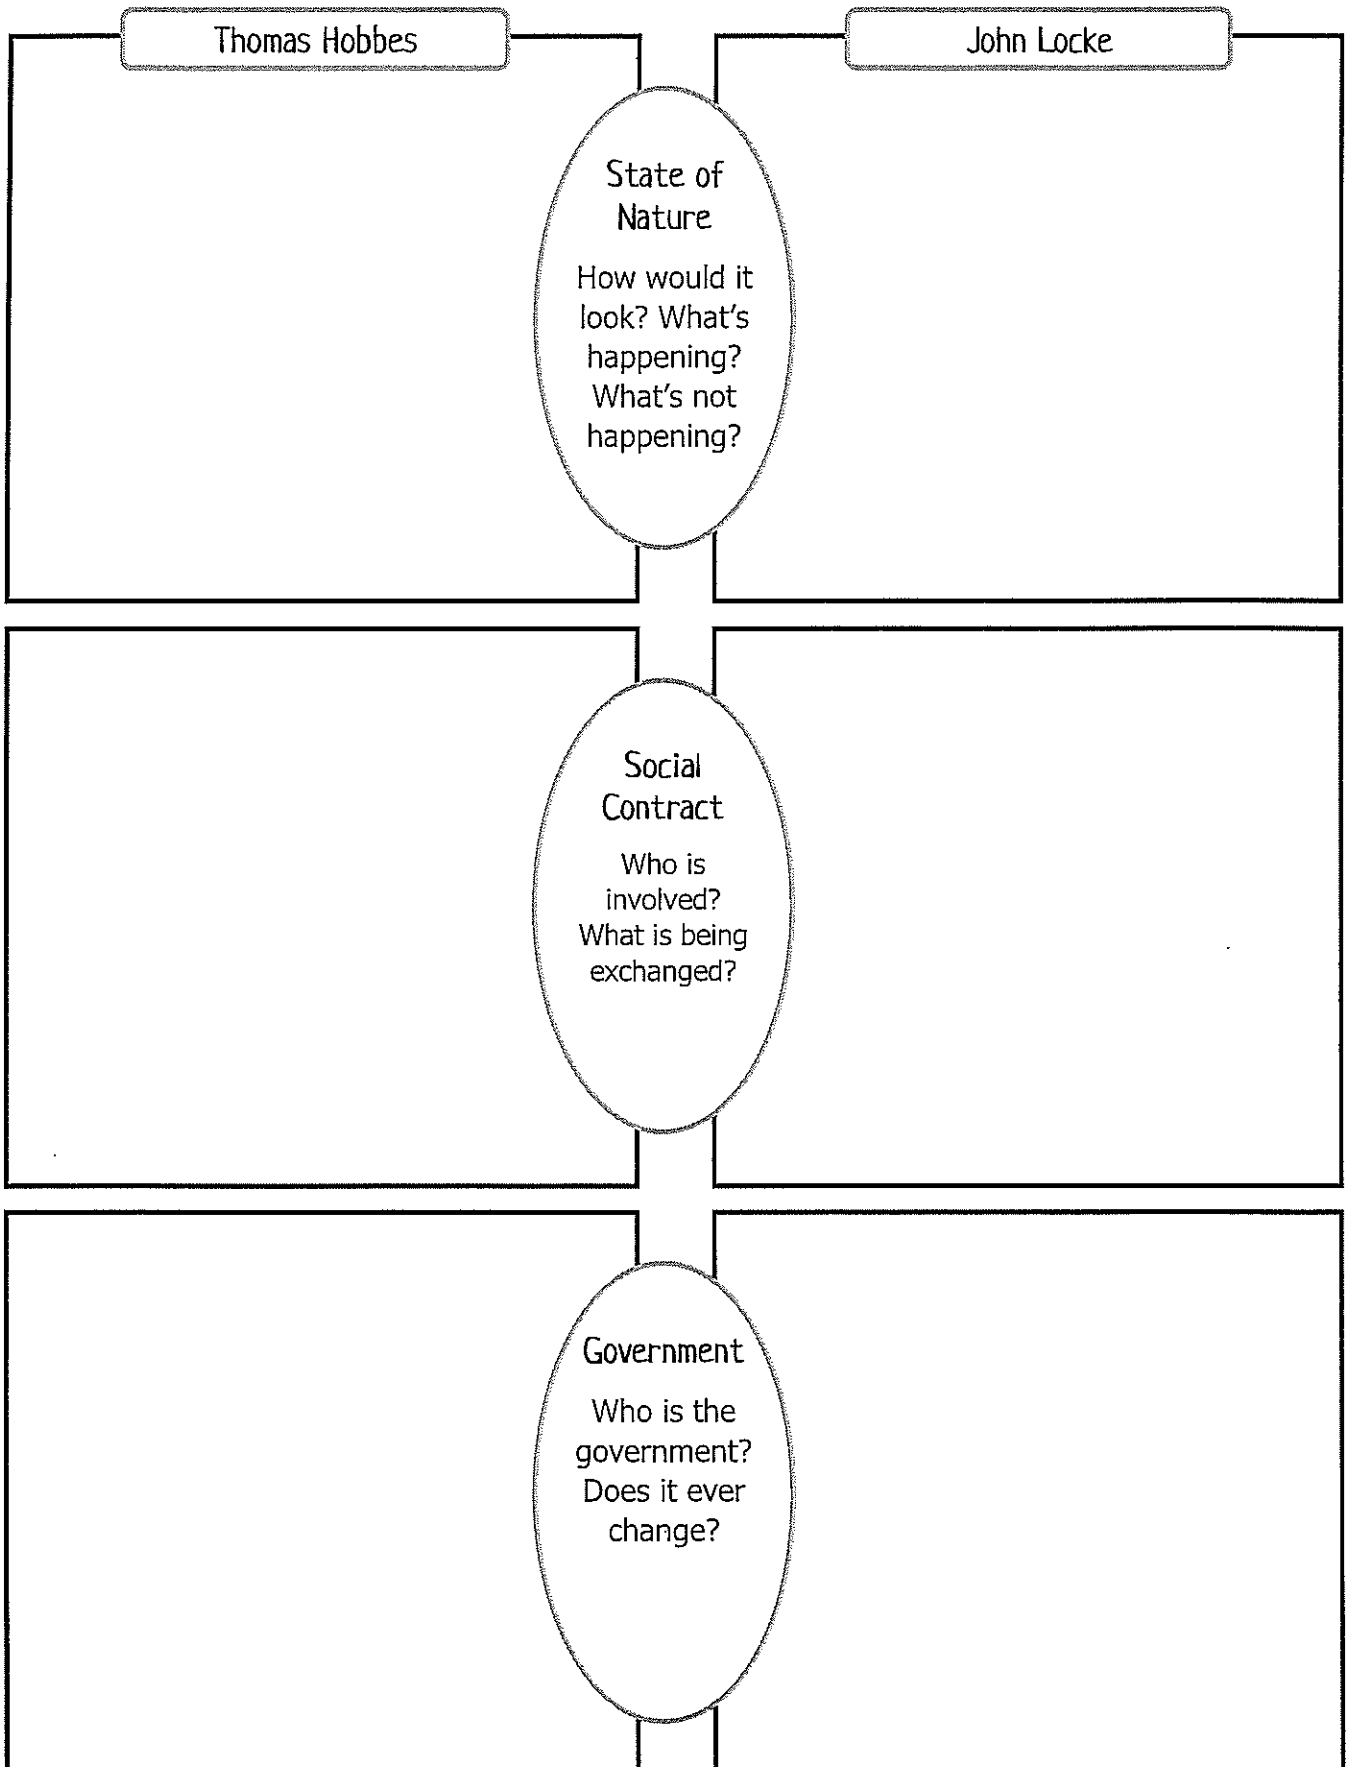 Thomas Hobbes
John Locke
State of
Nature
How would it
look? What's
happening?
What's not
happening?
Social
Contract
Who is
involved?
What is being
exchanged?
Government
Who is the
government?
Does it ever
change?